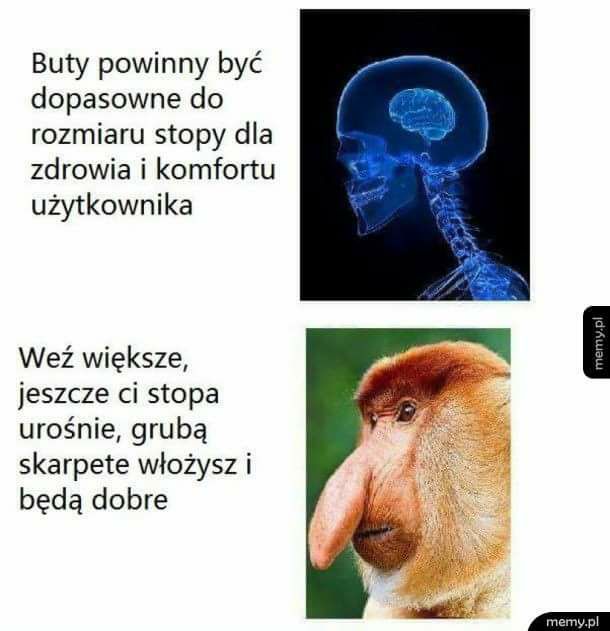 Buty powinny być
dopasowne do
rozmiaru stopy dla
zdrowia i komfortu
użytkownika
memy.pl
Weź większe,
jeszcze ci stopa
urośnie, grubą
skarpete włożysz i
będą dobre
memy.pl